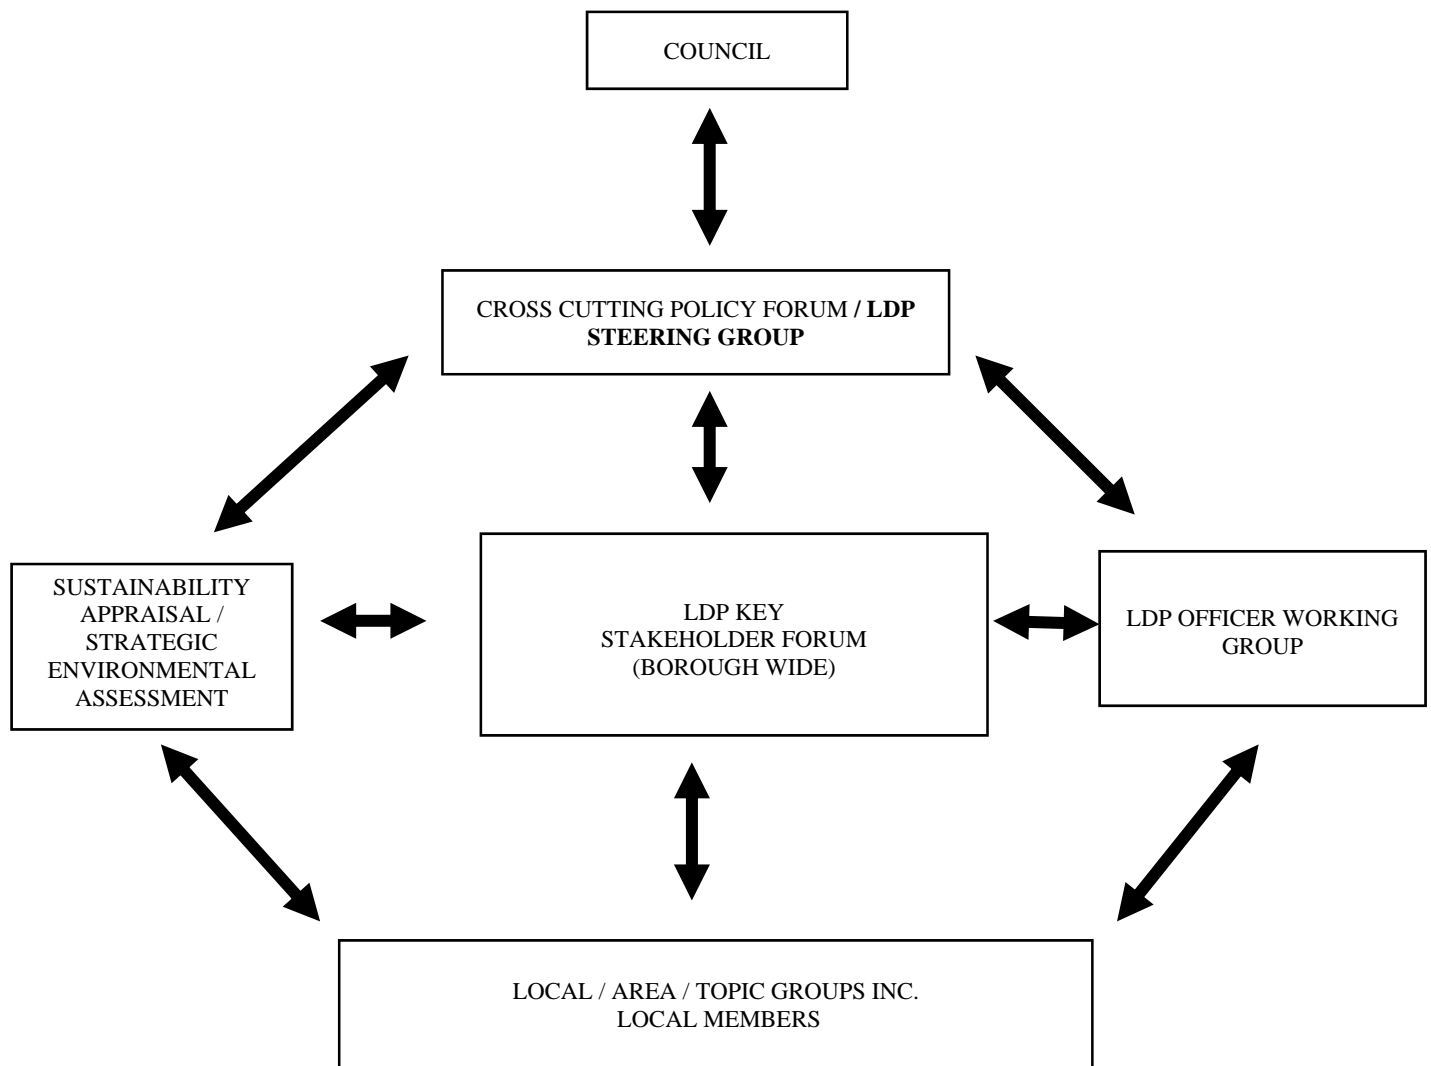 COUNCIL
CROSS CUTTING POLICY FORUM / LDP
STEERING GROUP
SUSTAINABILITY
APPRAISAL /
STRATEGIC
ENVIRONMENTAL
ASSESSMENT
LDP KEY
STAKEHOLDER FORUM
(BOROUGH WIDE)
LDP OFFICER WORKING
GROUP
LOCAL / AREA / TOPIC GROUPS INC.
LOCAL MEMBERS